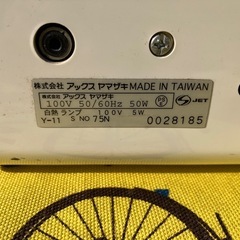 株式会社 アックス ヤマザキ MADE IN TAIWAN
100V 50/60Hz 50W JET
白熱 ランプ 100V 5W
Y-11 S NO 75N 0028185